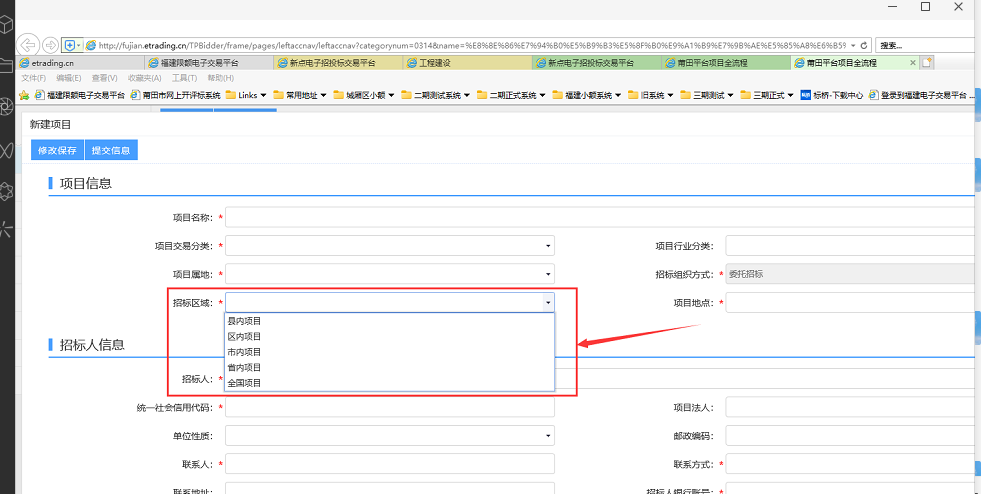 http://fujian.etrading.cn/TPBidder/frame/pages/leftaccnav/leftaccnav?categorynum=0314&name=%E8%8E%86%E7%94%B0%E5%B9%B3%E5%8F%B0%E9%A1%B9%E7%9B%AE%E5%85%A8%E6%B5% 搜索...
etrading.cn 福建限额电子交易平台 新点电子招投标交易平台 工程建设 新点电子招投标交易平台 莆田平台项目全流程 莆田平台项目全流程
文件(F) 编辑(E) 查看(V) 收藏夹(A) 工具(T) 帮助(H)
福建限额电子交易平台 莆田市网上开评标系统 Links 常用地址 城厢区小额 二期测试系统 二期正式系统 福建小额系统 旧系统 三期测试 三期正式 标桥-下载中心 登录到福建电子交易平台 ...
新建项目
修改保存 提交信息
项目信息
项目名称: *
项目交易分类: * 项目行业分类:
项目属地: * 招标组织方式: * 委托招标
招标区域: * 项目地点: *
县内项目
区内项目
市内项目
省内项目
全国项目
招标人信息
招标人: *
统一社会信用代码: * 项目法人:
单位性质: 邮政编码:
联系人: * 联系方式: *
联系地址: 招标人银行账号: *